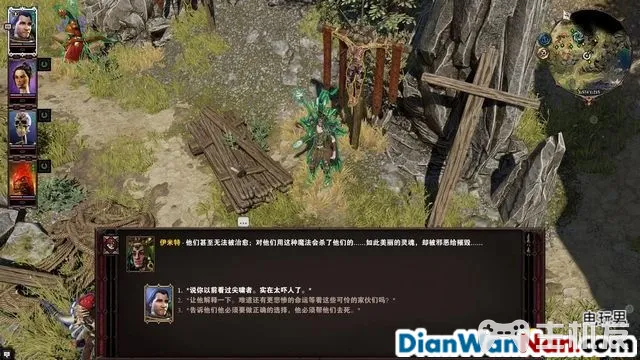 伊米特 - 他们甚至无法被治愈；对他们用这种魔法会杀了他们的……如此美丽的灵魂，却被邪恶给摧毁……
1. "说你以前看过尖啸者。实在太吓人了。"
2. "让他解释一下，难道还有更悲惨的命运等着这些可怜的家伙们吗？"
3. *告诉他们他必须要做正确的选择，他必须帮他们去死。*
电玩男
DianWanNan.com